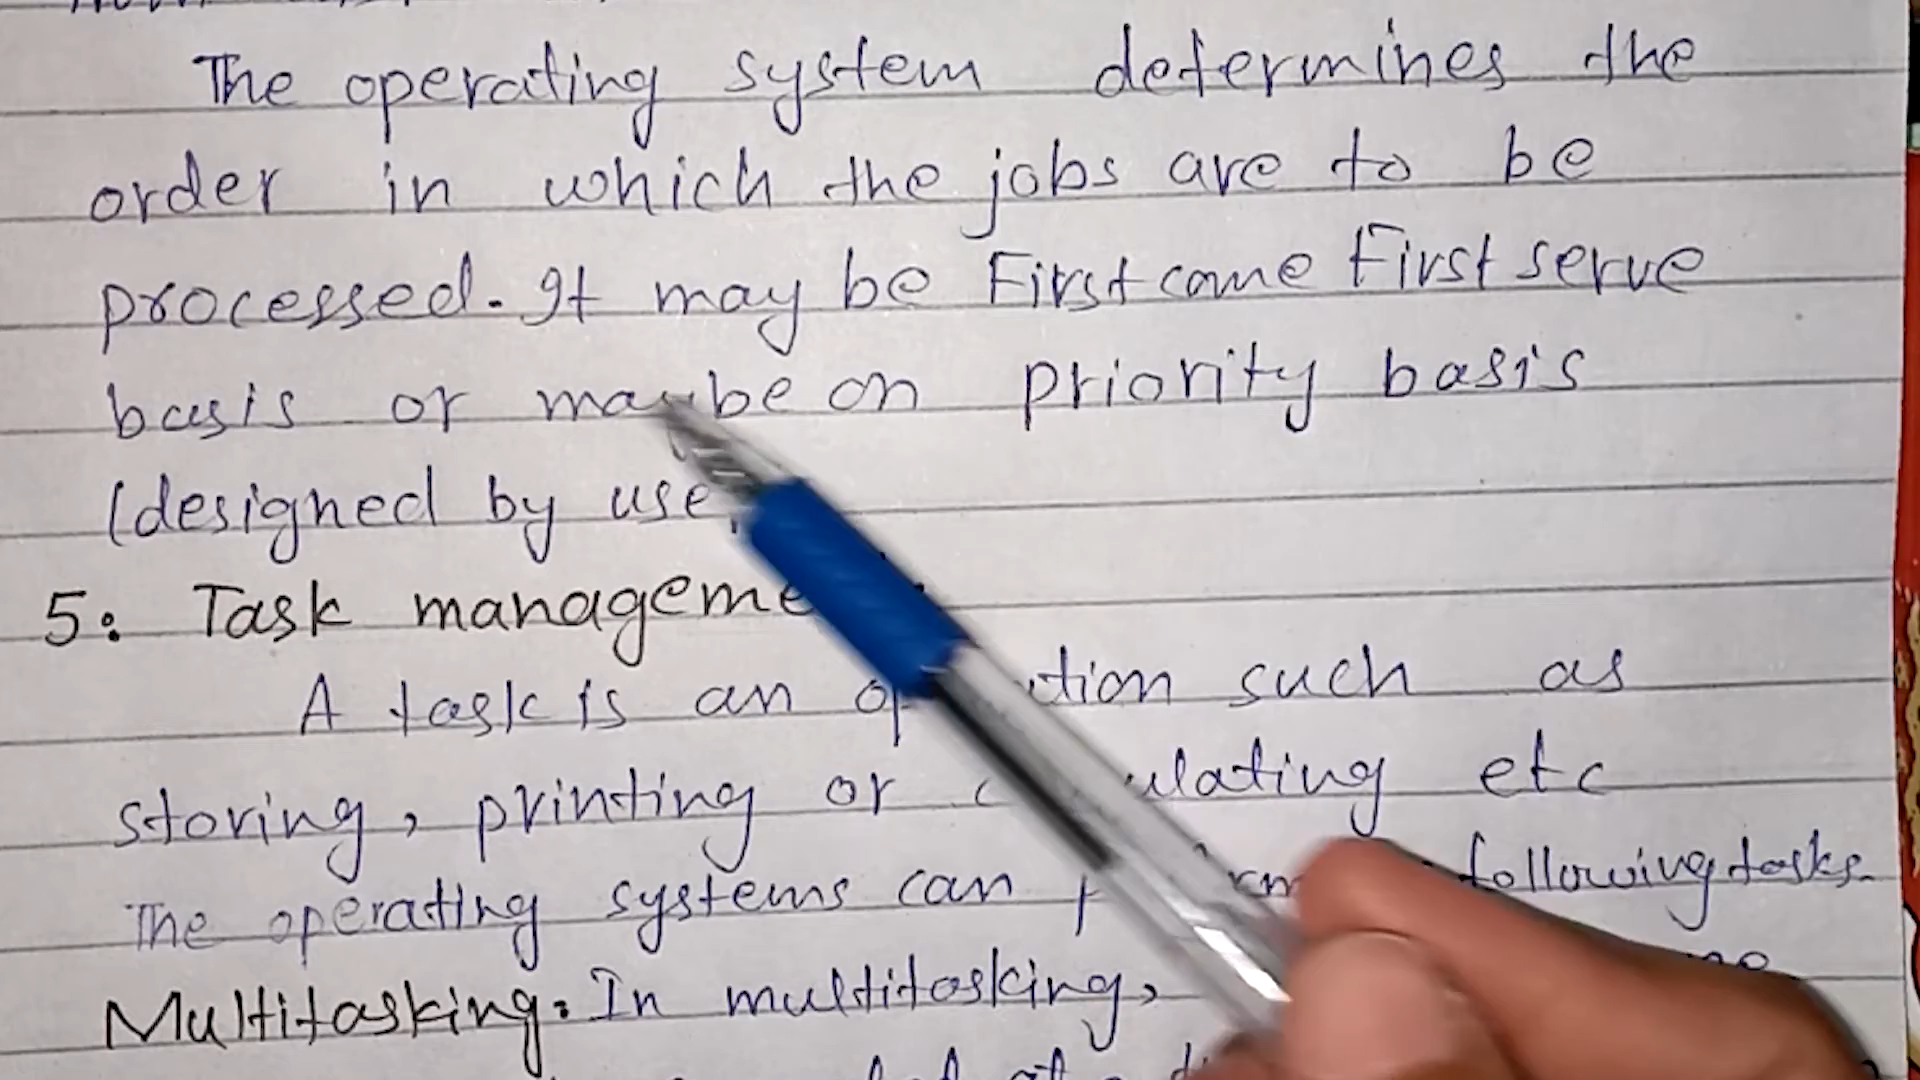 The operating system determines the
order in which the jobs are to be
processed. It may be First come First serve
basis or maybe on priority basis
(designed by use
5: Task manageme
A task is an
such as
storing, printing or
etc
The operating systems can
following tasks.
Multitasking: In multitasking,